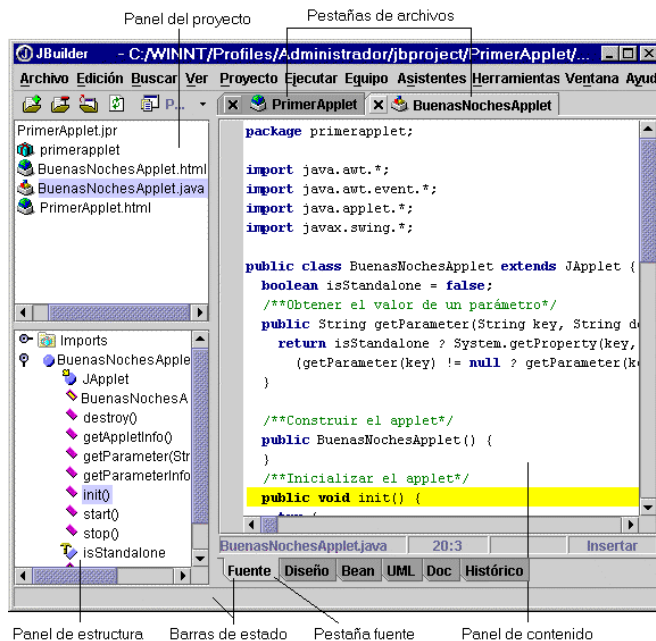 Panel del proyecto
Pestañas de archivos
JBuilder - C:/WINNT/Profiles/Administrador/jbproject/PrimerApplet/...
Archivo Edición Buscar Ver Proyecto Ejecutar Equipo Asistentes Herramientas Ventana Ayud
P...
PrimerApplet
BuenasNochesApplet
PrimerApplet.jpr
primerapplet
BuenasNochesApplet.html
BuenasNochesApplet.java
PrimerApplet.html
Imports
BuenasNochesApple
JApplet
BuenasNochesA
destroy()
getAppletInfo()
getParameter(Str
getParameterInfo
init()
start()
stop()
isStandalone
package primerapplet;
import java.awt.*;
import java.awt.event.*;
import java.applet.*;
import javax.swing.*;
public class BuenasNochesApplet extends JApplet {
boolean isStandalone = false;
/**Obtener el valor de un parámetro*/
public String getParameter(String key, String de
return isStandalone ? System.getProperty(key,
(getParameter(key) != null ? getParameter(ke
}
/**Construir el applet*/
public BuenasNochesApplet() {
}
/**Inicializar el applet*/
public void init() {
try {
BuenasNochesApplet.java 20:3 Insertar
Fuente Diseño Bean UML Doc Histórico
Panel de estructura
Barras de estado
Pestaña fuente
Panel de contenido